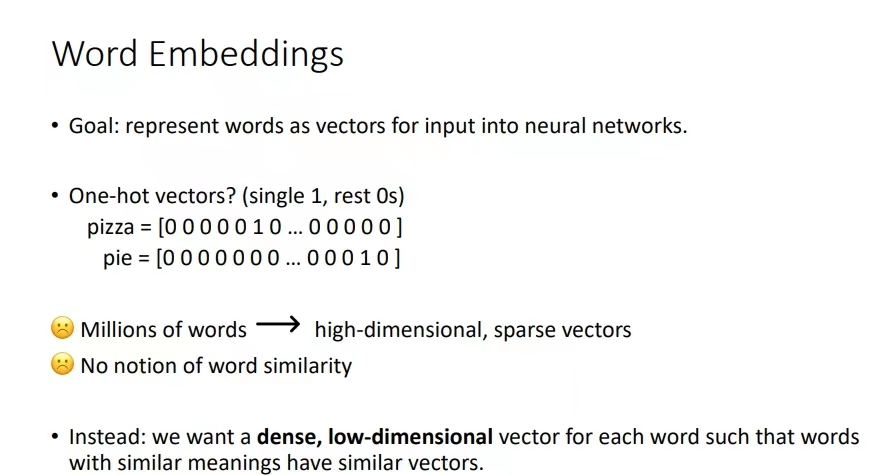 Word Embeddings
• Goal: represent words as vectors for input into neural networks.
• One-hot vectors? (single 1, rest 0s)
pizza = [0 0 0 0 0 1 0 ... 0 0 0 0 0 ]
pie = [0 0 0 0 0 0 0 ... 0 0 0 1 0 ]
☹️ Millions of words ⟶ high-dimensional, sparse vectors
☹️ No notion of word similarity
• Instead: we want a dense, low-dimensional vector for each word such that words
with similar meanings have similar vectors.